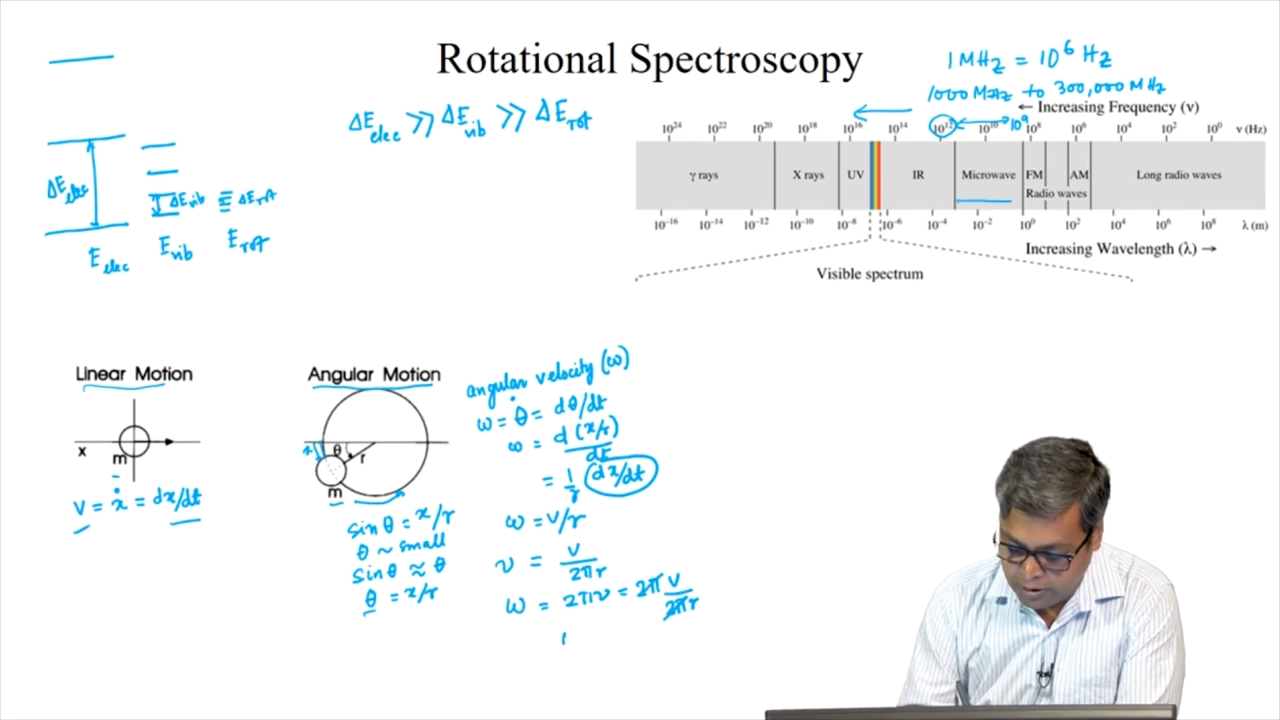 Rotational Spectroscopy
1 MHz = 10⁶ Hz
1000 MHz to 300,000 MHz
← Increasing Frequency (ν)
10²⁴ 10²² 10²⁰ 10¹⁸ 10¹⁶ 10¹⁴ 10¹² 10¹⁰ 10⁹ 10⁸ 10⁶ 10⁴ 10² 10⁰ ν (Hz)
γ rays X rays UV IR Microwave FM AM Long radio waves
Radio waves
10⁻¹⁶ 10⁻¹⁴ 10⁻¹² 10⁻¹⁰ 10⁻⁸ 10⁻⁶ 10⁻⁴ 10⁻² 10⁰ 10² 10⁴ 10⁶ 10⁸ λ (m)
Increasing Wavelength (λ) →
Visible spectrum
ΔE_elec >> ΔE_vib >> ΔE_rot
ΔE_elec
ΔE_vib
ΔE_rot
E_elec E_vib E_rot
Linear Motion
x
m
v = ẋ = dx/dt
Angular Motion
x θ r
m
sin θ = x/r
θ ~ small
sin θ ≈ θ
θ = x/r
angular velocity (ω)
ω = θ̇ = dθ/dt
ω = d(x/r)/dt
= 1/r (dx/dt)
ω = v/r
ν = v/2πr
ω = 2πν = 2π v/2πr